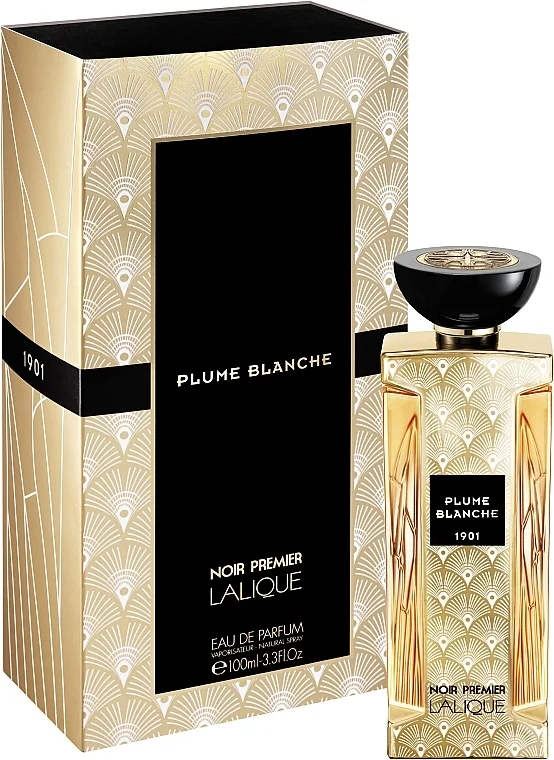 1901
PLUME BLANCHE
NOIR PREMIER
LALIQUE
EAU DE PARFUM
VAPORISATEUR - NATURAL SPRAY
e100ml-3.3Fl.Oz
PLUME
BLANCHE
1901
NOIR PREMIER
LALIQUE